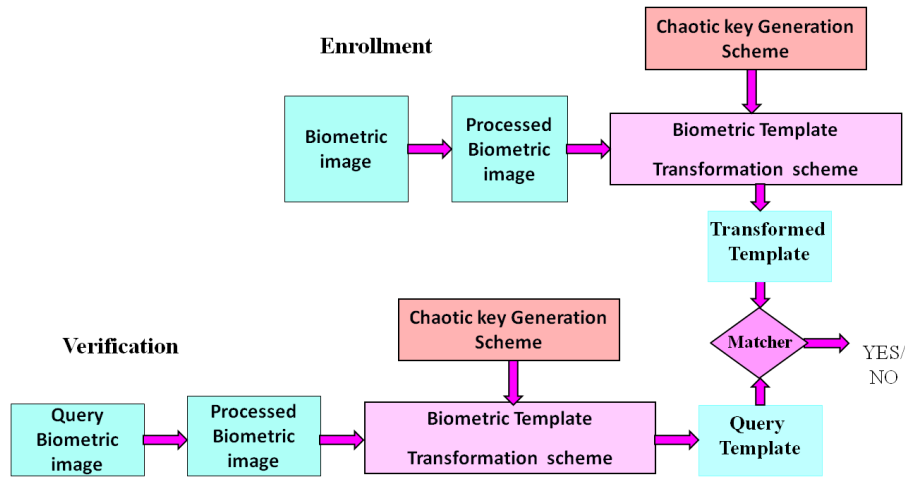 Enrollment
Chaotic key Generation
Scheme
Biometric
image
Processed
Biometric
image
Biometric Template
Transformation scheme
Transformed
Template
Matcher
YES/
NO
Verification
Chaotic key Generation
Scheme
Query
Biometric
image
Processed
Biometric
image
Biometric Template
Transformation scheme
Query
Template